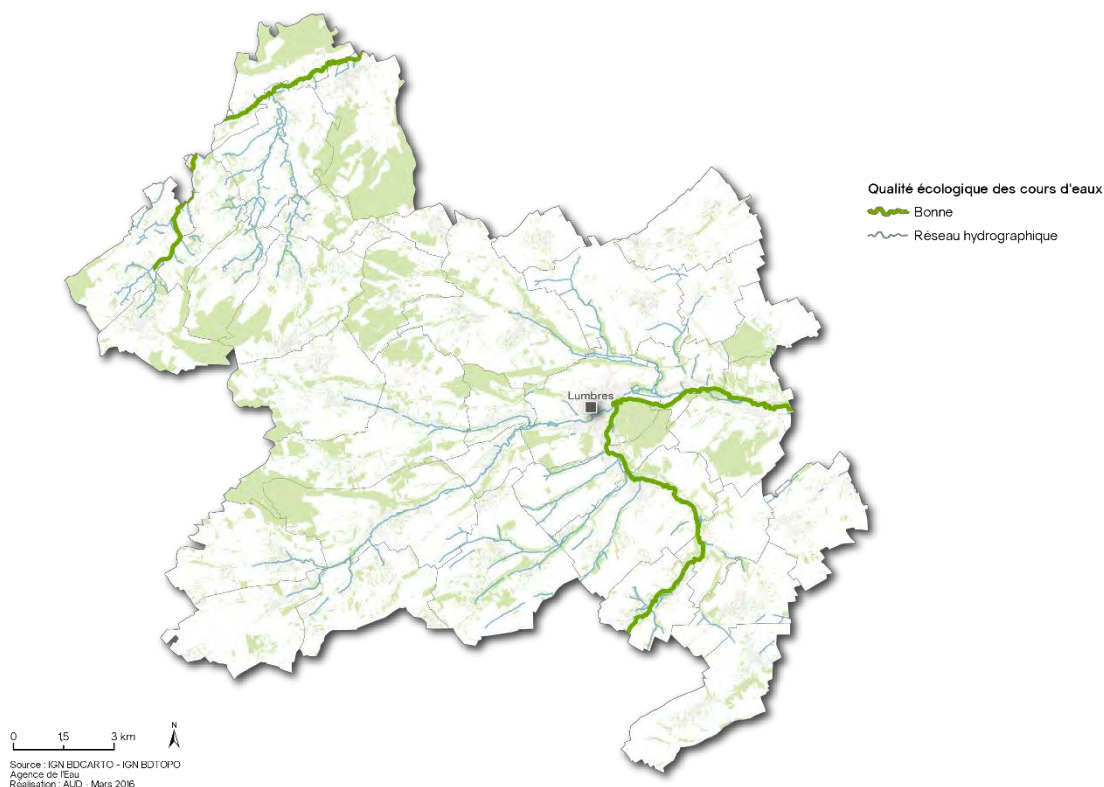 Qualité écologique des cours d'eaux
Bonne
Réseau hydrographique
Lumbres
0 1,5 3 km
N
Source : IGN BDCARTO - IGN BDTOPO
Agence de l'Eau
Réalisation : AUD - Mars 2016